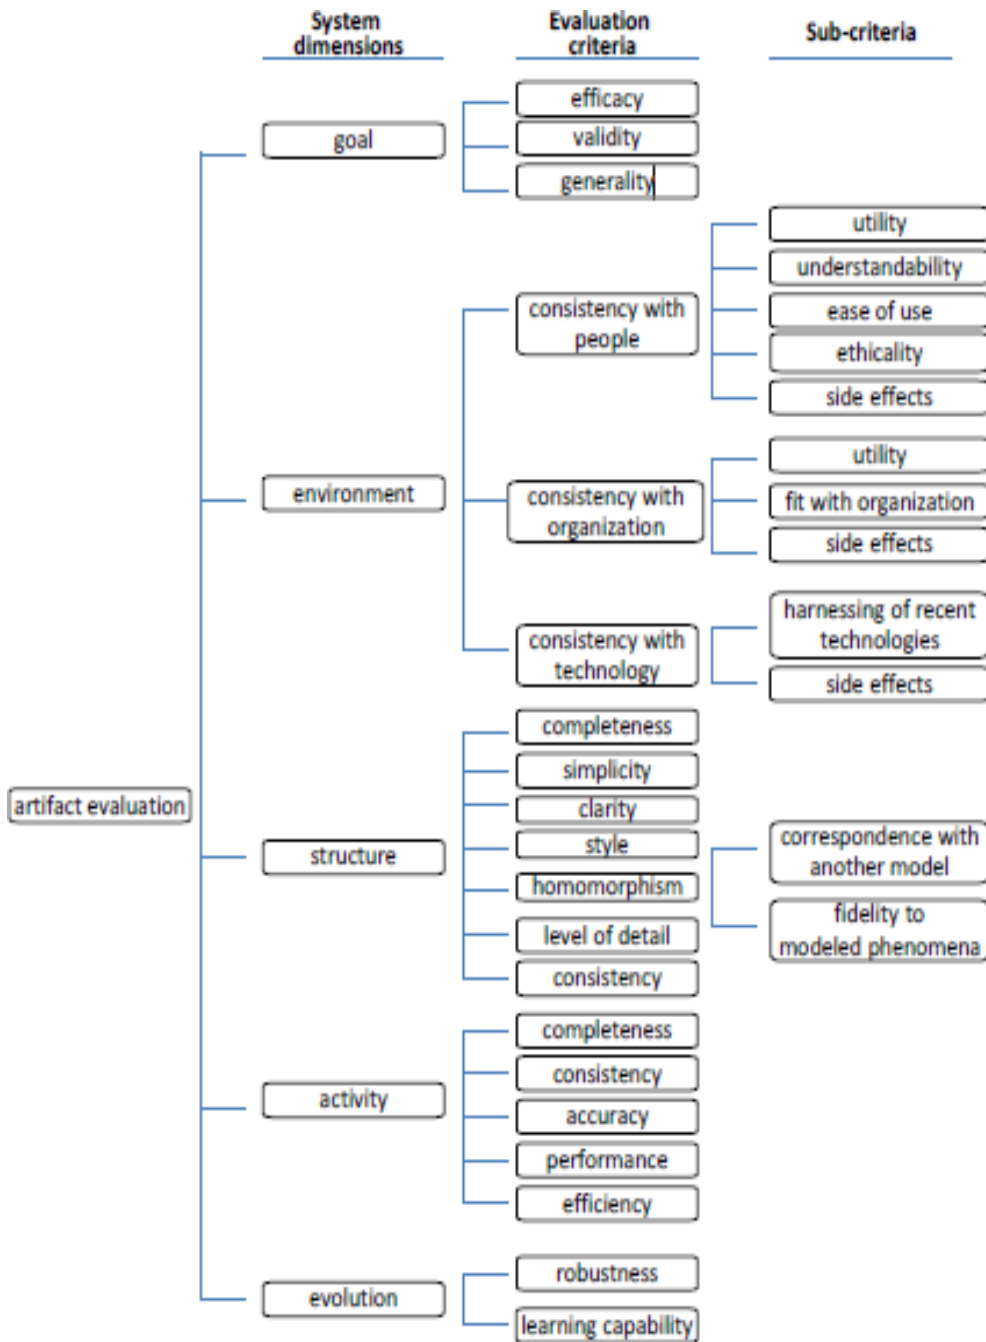 System
dimensions
Evaluation
criteria
Sub-criteria
artifact evaluation
goal
efficacy
validity
generality
environment
consistency with
people
utility
understandability
ease of use
ethicality
side effects
consistency with
organization
utility
fit with organization
side effects
consistency with
technology
harnessing of recent
technologies
side effects
structure
completeness
simplicity
clarity
style
homomorphism
correspondence with
another model
fidelity to
modeled phenomena
level of detail
consistency
activity
completeness
consistency
accuracy
performance
efficiency
evolution
robustness
learning capability